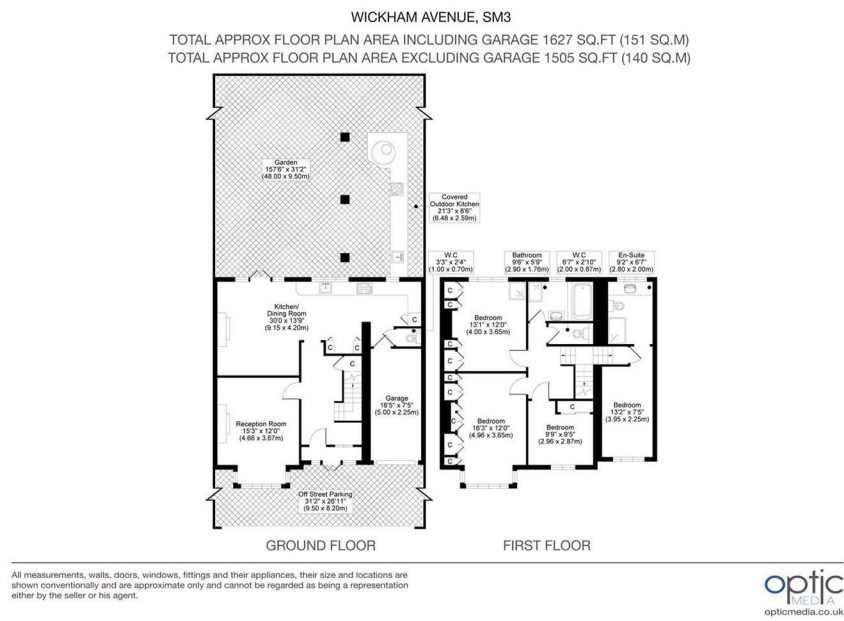 WICKHAM AVENUE, SM3
TOTAL APPROX FLOOR PLAN AREA INCLUDING GARAGE 1627 SQ.FT (151 SQ.M)
TOTAL APPROX FLOOR PLAN AREA EXCLUDING GARAGE 1505 SQ.FT (140 SQ.M)
Garden
157'6" x 31'2"
(48.00 x 9.50m)
Covered
Outdoor Kitchen
21'3" x 8'6"
(6.48 x 2.59m)
W.C
3'3" x 2'4"
(1.00 x 0.70m)
Bathroom
9'6" x 5'9"
(2.90 x 1.76m)
W.C
6'7" x 2'10"
(2.00 x 0.87m)
En-Suite
9'2" x 6'7"
(2.80 x 2.00m)
Kitchen/
Dining Room
30'0 x 13'9"
(9.15 x 4.20m)
C
C
C
C
Garage
16'5" x 7'5"
(5.00 x 2.25m)
Reception Room
15'3" x 12'0"
(4.66 x 3.67m)
Off Street Parking
31'2" x 26'11"
(9.50 x 8.20m)
C
C
Bedroom
13'1" x 12'0"
(4.00 x 3.65m)
C
C
C
C
C
C
C
Bedroom
16'3" x 12'0"
(4.96 x 3.65m)
C
Bedroom
9'9" x 9'5"
(2.96 x 2.87m)
Bedroom
13'2" x 7'5"
(3.95 x 2.25m)
GROUND FLOOR
FIRST FLOOR
All measurements, walls, doors, windows, fittings and their appliances, their size and locations are
shown conventionally and are approximate only and cannot be regarded as being a representation
either by the seller or his agent.
optic
MEDIA
opticmedia.co.uk